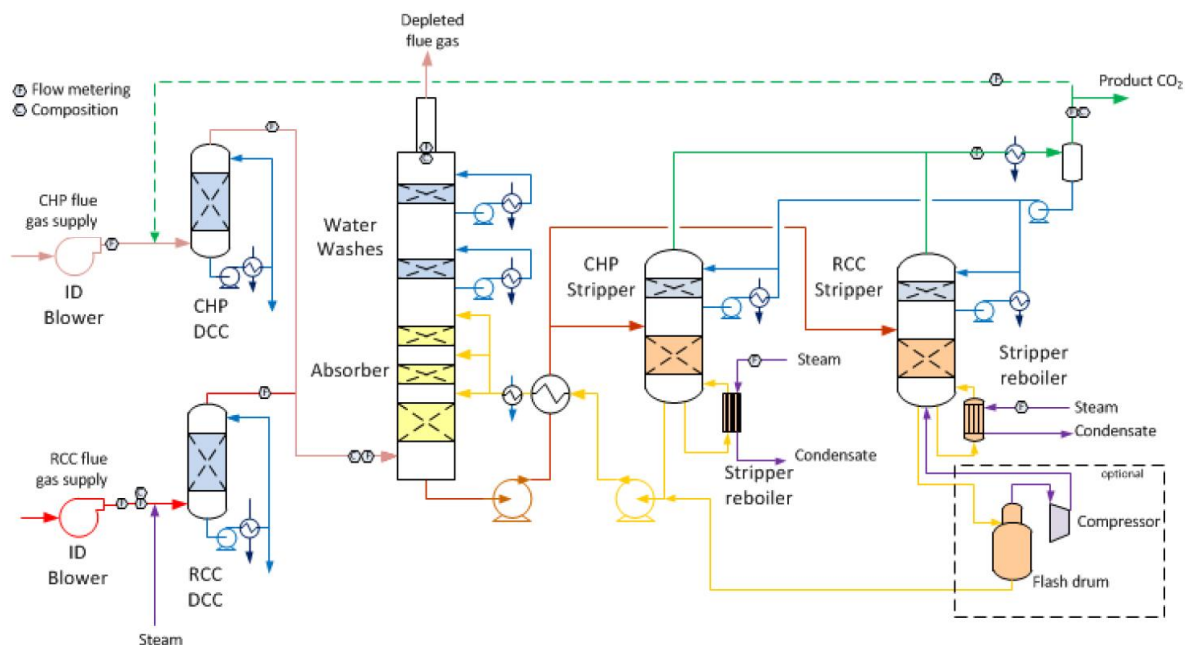 Depleted
flue gas
Ⓕ Flow metering
Ⓒ Composition
Product CO₂
F
F
F
F
C
F
C
CHP flue
gas supply
F
ID
Blower
CHP
DCC
Water
Washes
CHP
Stripper
RCC
Stripper
Absorber
F
Steam
Stripper
reboiler
F
Steam
Condensate
Condensate
Stripper
reboiler
F
RCC flue
gas supply
C
F
F
C
F
ID
Blower
RCC
DCC
Steam
optional
Compressor
Flash drum